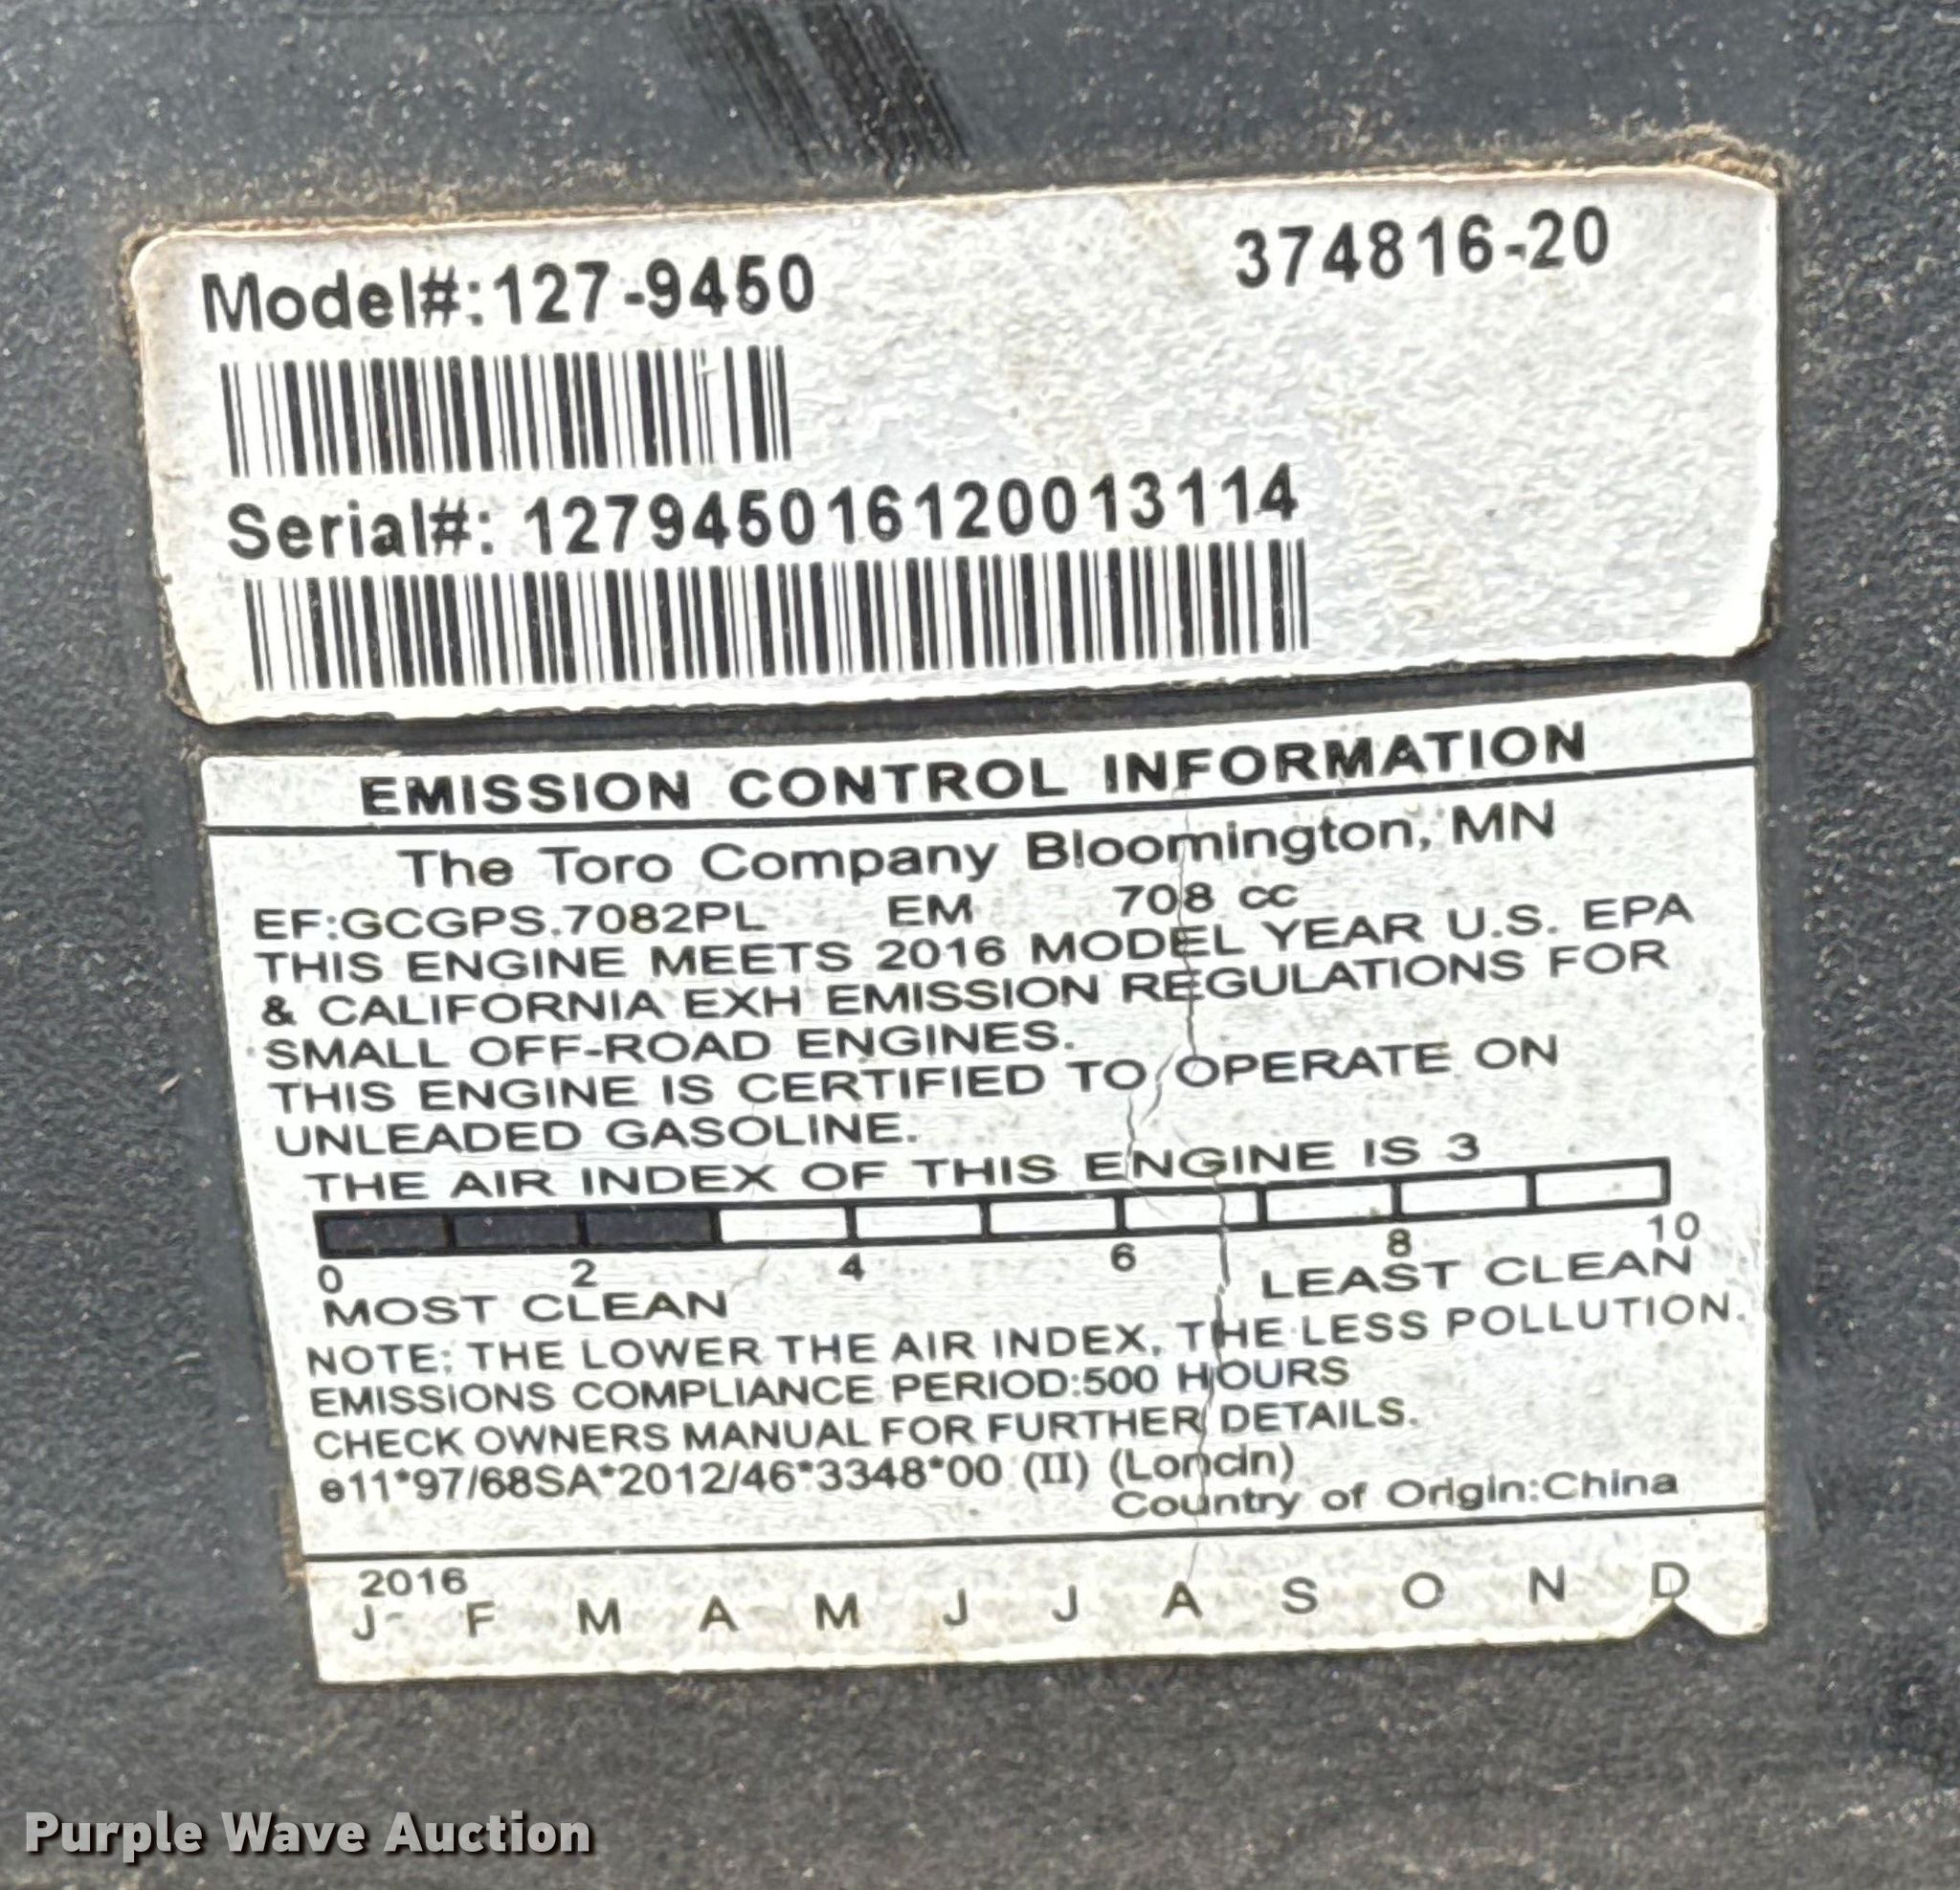 Model#:127-9450 374816-20
Serial#: 127945016120013114
EMISSION CONTROL INFORMATION
The Toro Company Bloomington, MN
EF:GCGPS.7082PL EM 708 cc
THIS ENGINE MEETS 2016 MODEL YEAR U.S. EPA
& CALIFORNIA EXH EMISSION REGULATIONS FOR
SMALL OFF-ROAD ENGINES.
THIS ENGINE IS CERTIFIED TO OPERATE ON
UNLEADED GASOLINE.
THE AIR INDEX OF THIS ENGINE IS 3
0 2 4 6 8 10
MOST CLEAN LEAST CLEAN
NOTE: THE LOWER THE AIR INDEX, THE LESS POLLUTION.
EMISSIONS COMPLIANCE PERIOD:500 HOURS
CHECK OWNERS MANUAL FOR FURTHER DETAILS.
e11*97/68SA*2012/46*3348*00 (II) (Loncin)
Country of Origin:China
2016
J F M A M J J A S O N D
Purple Wave Auction